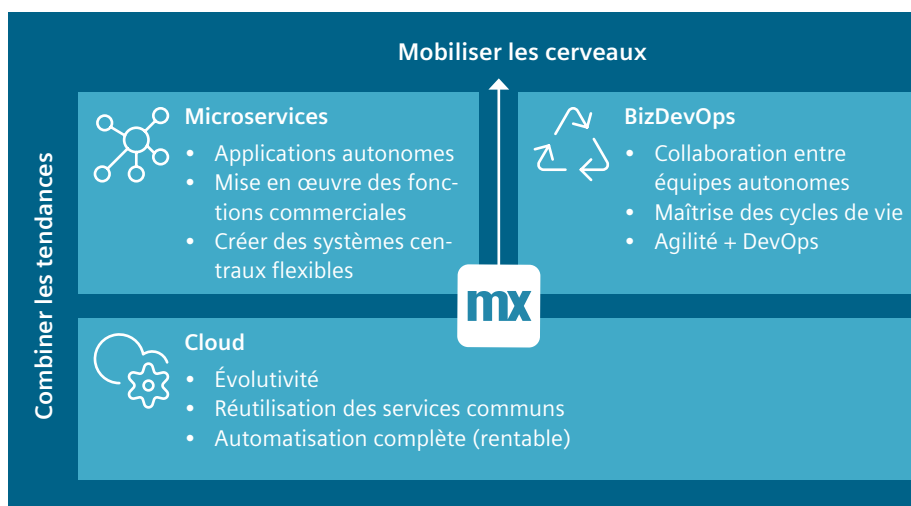 Mobiliser les cerveaux
Combiner les tendances
Microservices
• Applications autonomes
• Mise en œuvre des fonc-
tions commerciales
• Créer des systèmes cen-
traux flexibles
BizDevOps
• Collaboration entre
équipes autonomes
• Maîtrise des cycles de vie
• Agilité + DevOps
mx
Cloud
• Évolutivité
• Réutilisation des services communs
• Automatisation complète (rentable)